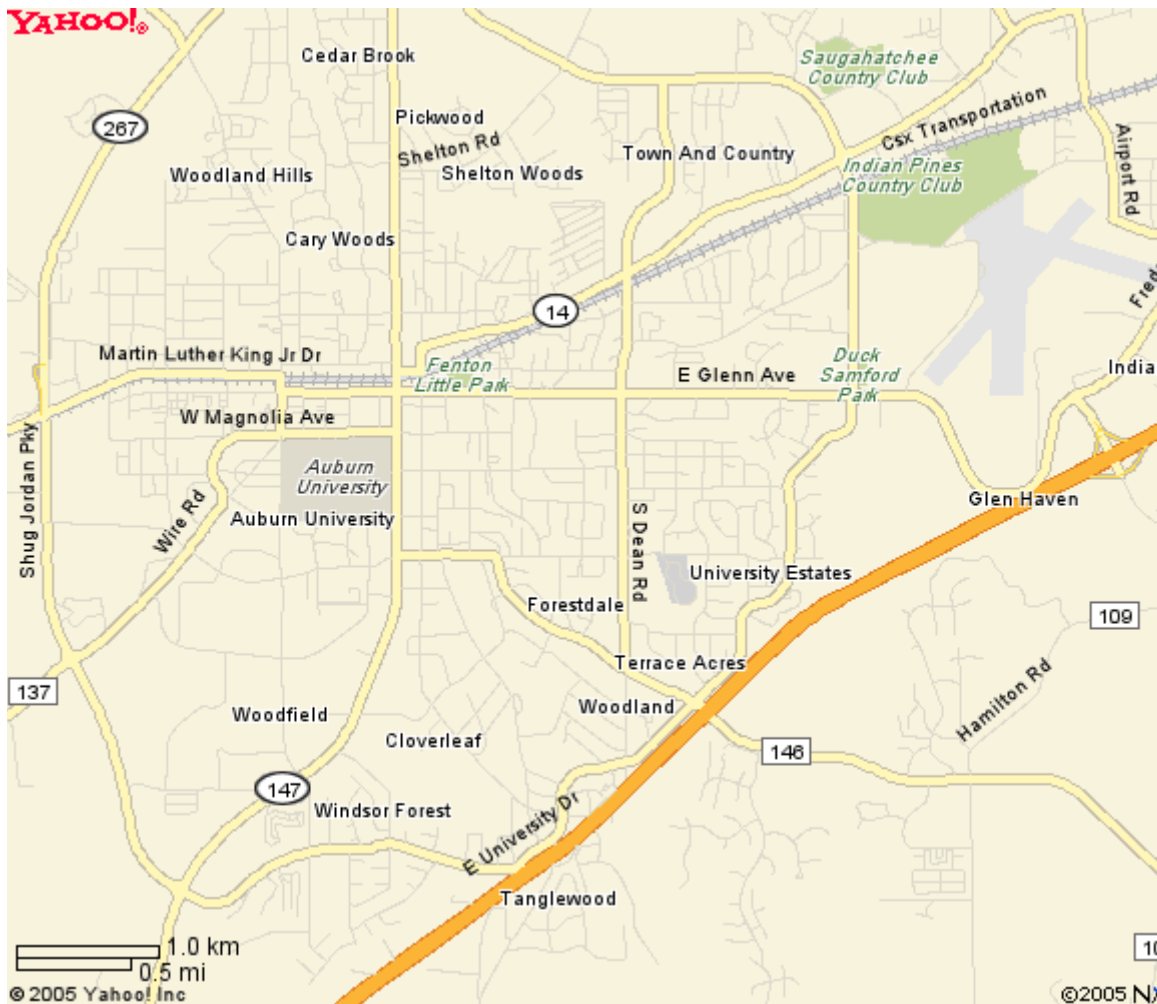 YAHOO!®
Cedar Brook
Saugahatchee
Country Club
267
Pickwood
Shelton Rd
Csx Transportation
Airport Rd
Woodland Hills
Shelton Woods
Town And Country
Indian Pines
Country Club
Cary Woods
14
Fred
Martin Luther King Jr Dr
Fenton
Little Park
E Glenn Ave
Duck
Samford
Park
India
W Magnolia Ave
Auburn
University
Shug Jordan Pky
Wire Rd
Auburn University
S Dean Rd
Glen Haven
University Estates
Forestdale
109
Terrace Acres
137
Woodfield
Woodland
Hamilton Rd
Cloverleaf
146
147
Windsor Forest
E University Dr
Tanglewood
1.0 km
0.5 mi
© 2005 Yahoo! Inc
10
©2005 N